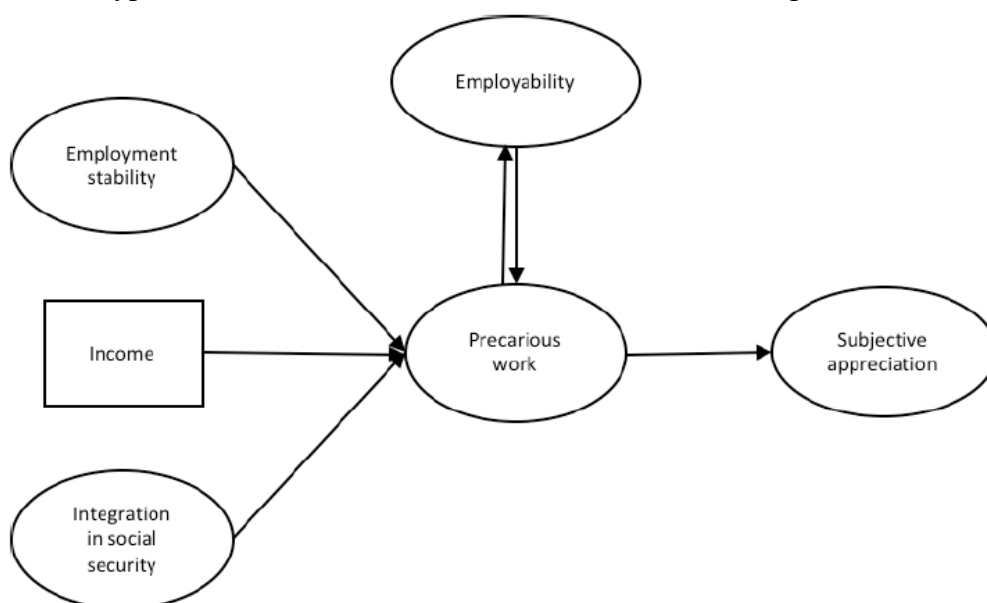 Employability
Employment
stability
Income
Precarious
work
Subjective
appreciation
Integration
in social
security